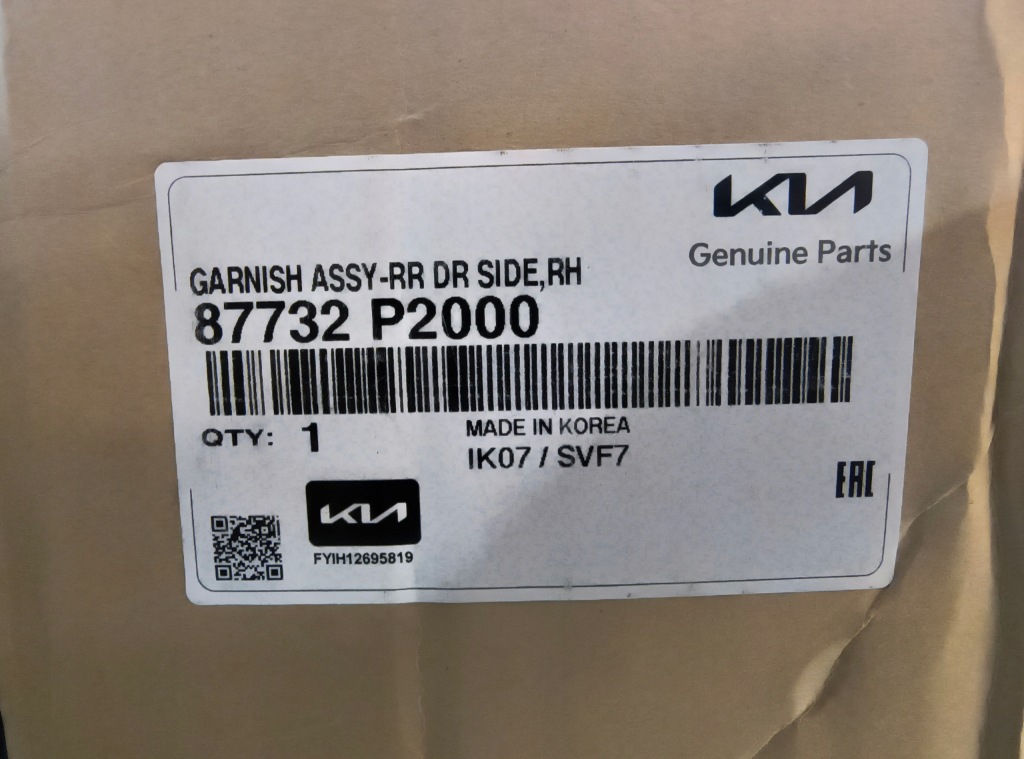 KIA
Genuine Parts
GARNISH ASSY-RR DR SIDE,RH
87732 P2000
QTY: 1
MADE IN KOREA
IK07 / SVF7
EAC
KIA
FYIH12695819